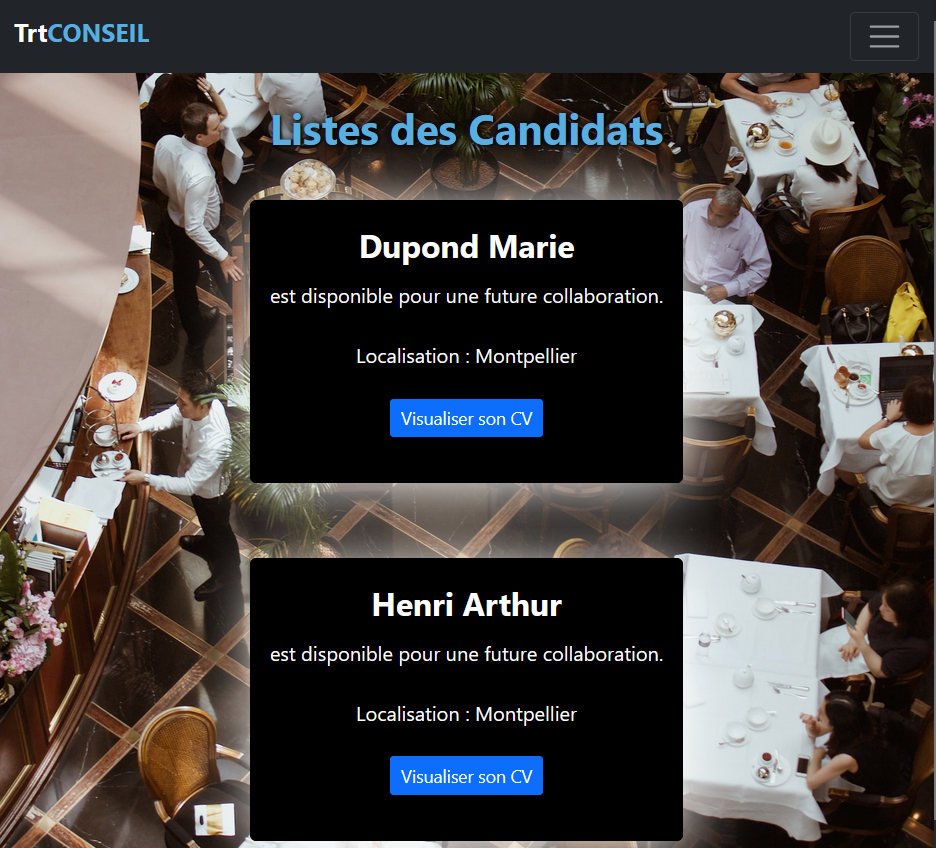 TrtCONSEIL
Listes des Candidats
Dupond Marie
est disponible pour une future collaboration.
Localisation : Montpellier
Visualiser son CV
Henri Arthur
est disponible pour une future collaboration.
Localisation : Montpellier
Visualiser son CV